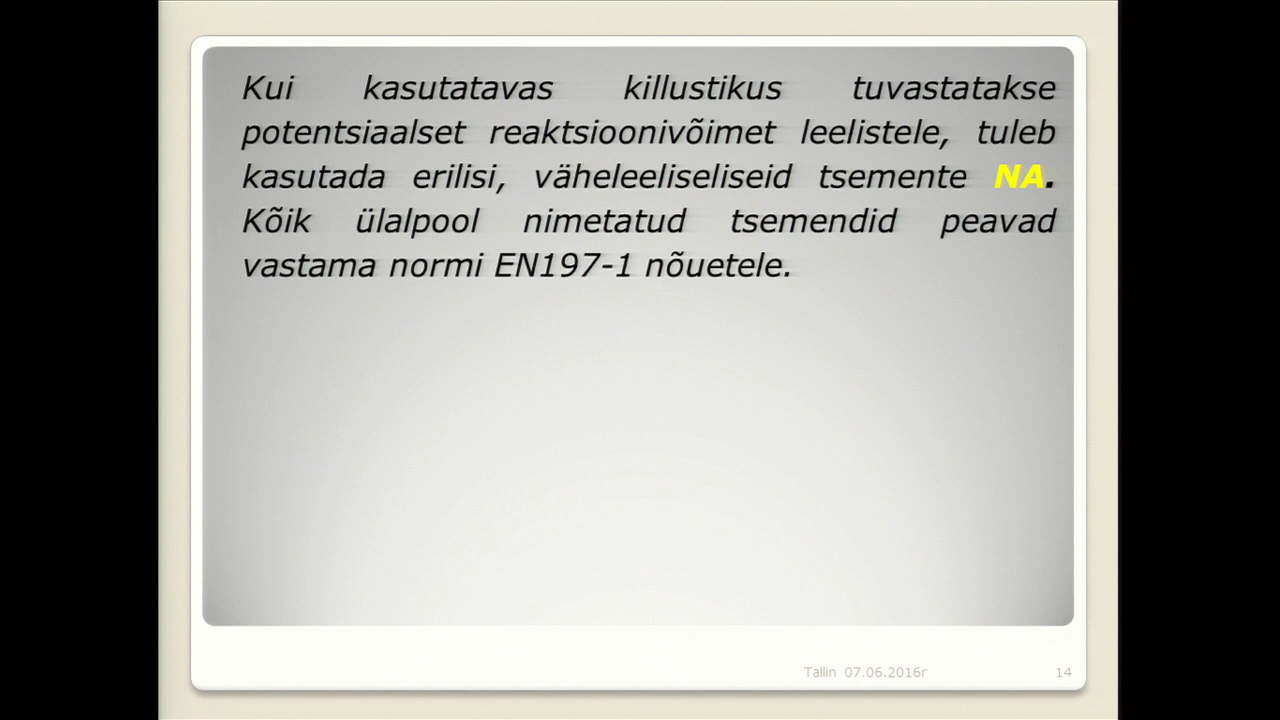 Kui kasutatavas killustikus tuvastatakse
potentsiaalset reaktsioonivõimet leelistele, tuleb
kasutada erilisi, väheleeliseliseid tsemente NA.
Kõik ülalpool nimetatud tsemendid peavad
vastama normi EN197-1 nõuetele.
Tallin 07.06.2016r 14